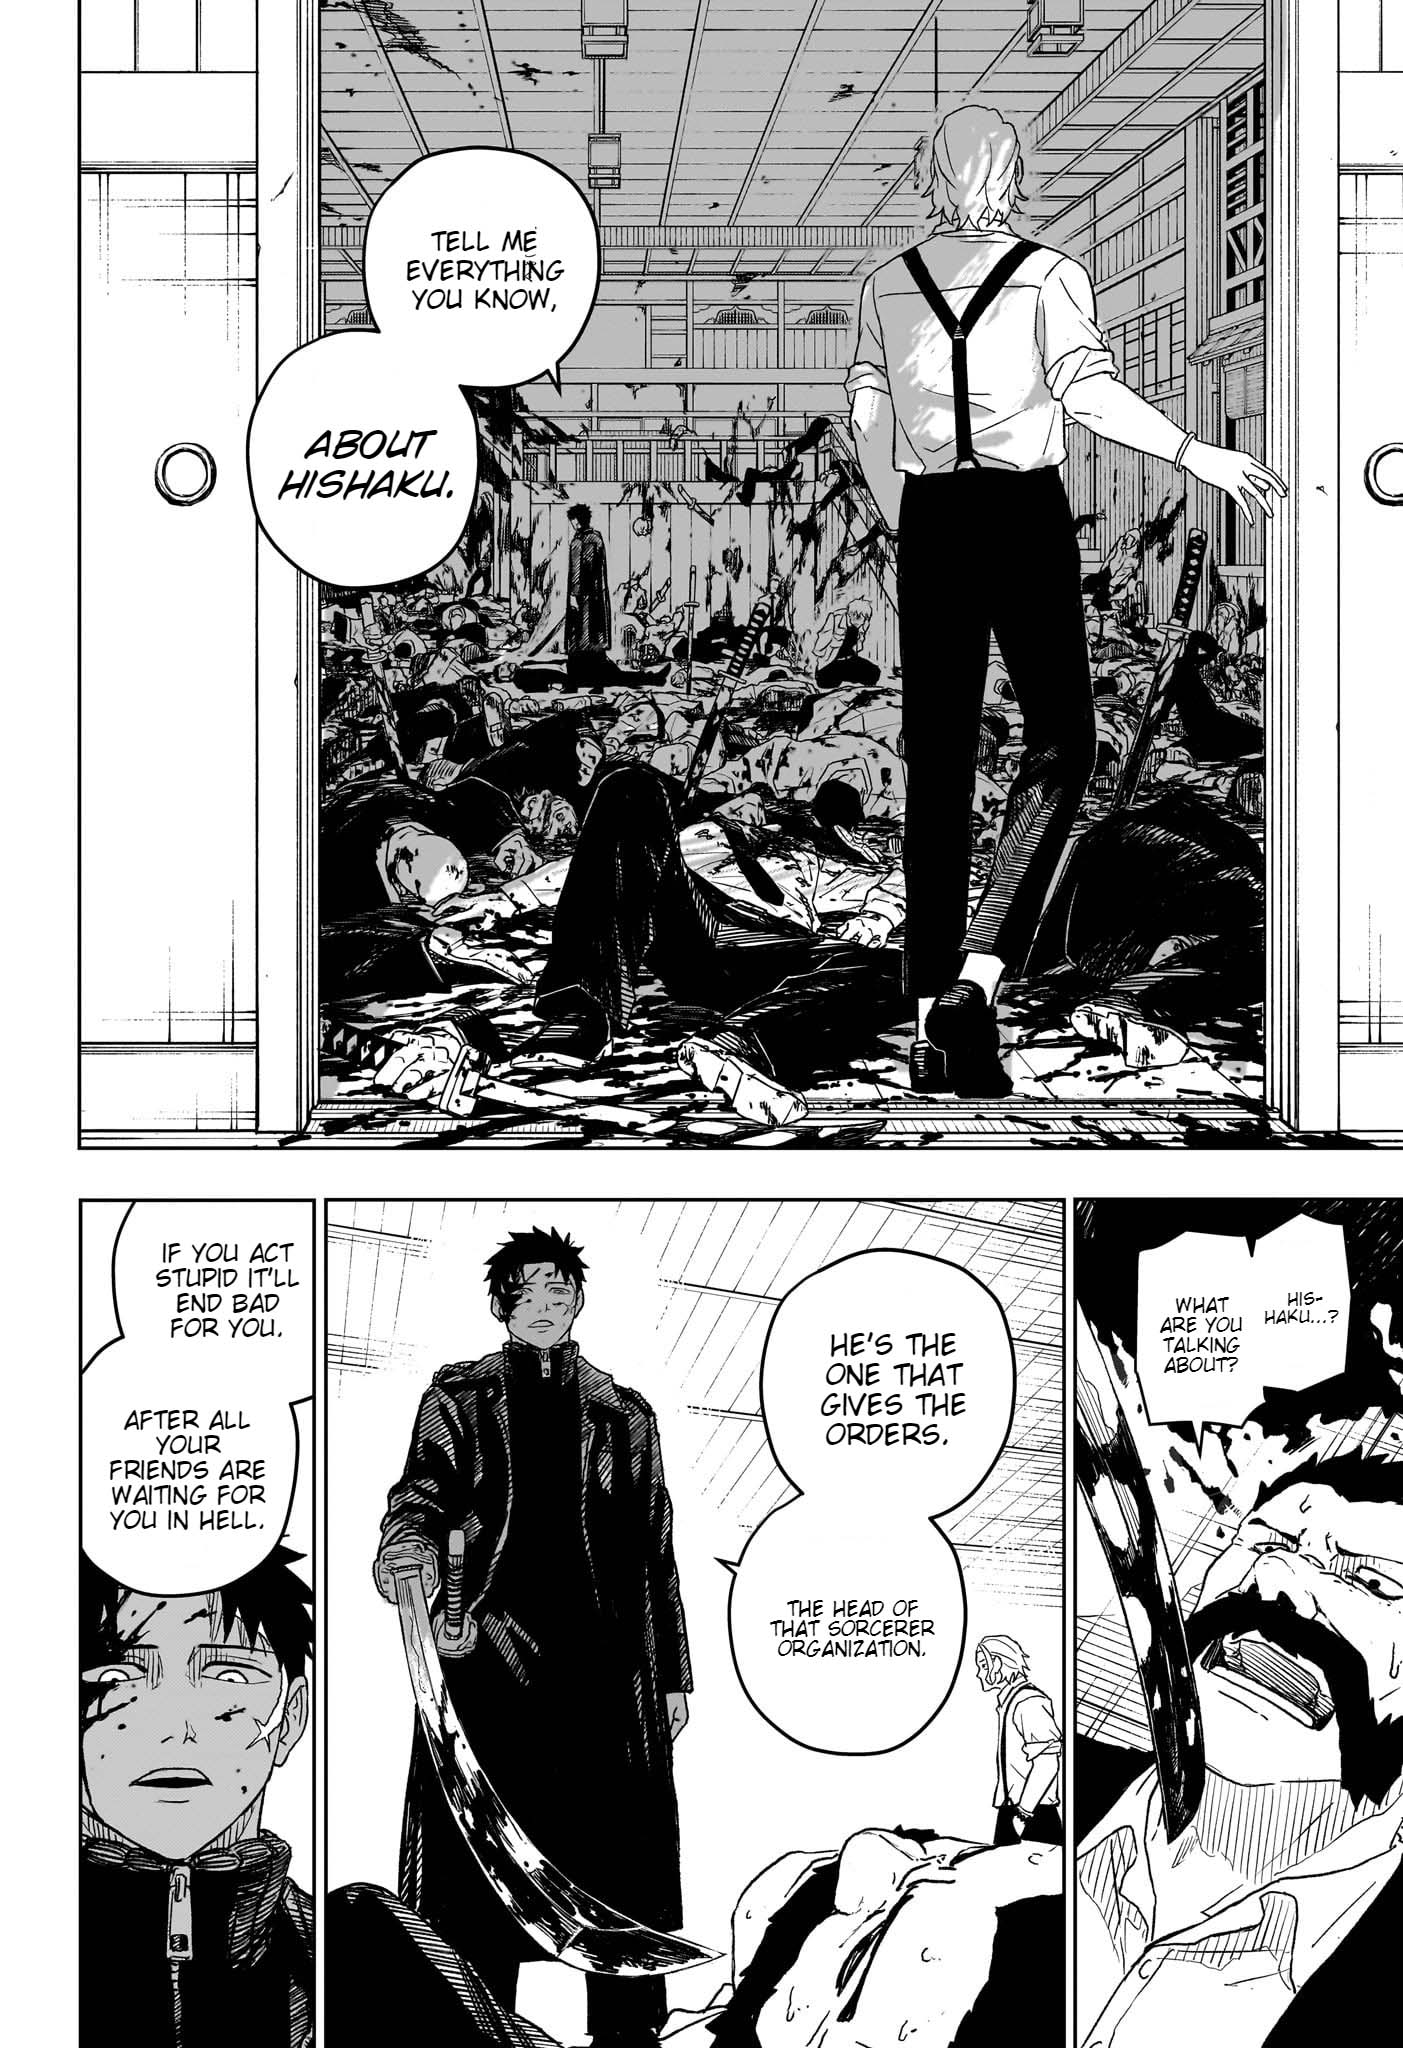 TELL ME
EVERYTHING
YOU KNOW,
ABOUT
HISHAKU.
HIS-
HAKU...?
WHAT
ARE YOU
TALKING
ABOUT?
HE'S THE
ONE THAT
GIVES THE
ORDERS.
THE HEAD OF
THAT SORCERER
ORGANIZATION.
IF YOU ACT
STUPID IT'LL
END BAD
FOR YOU.
AFTER ALL
YOUR
FRIENDS ARE
WAITING FOR
YOU IN HELL.